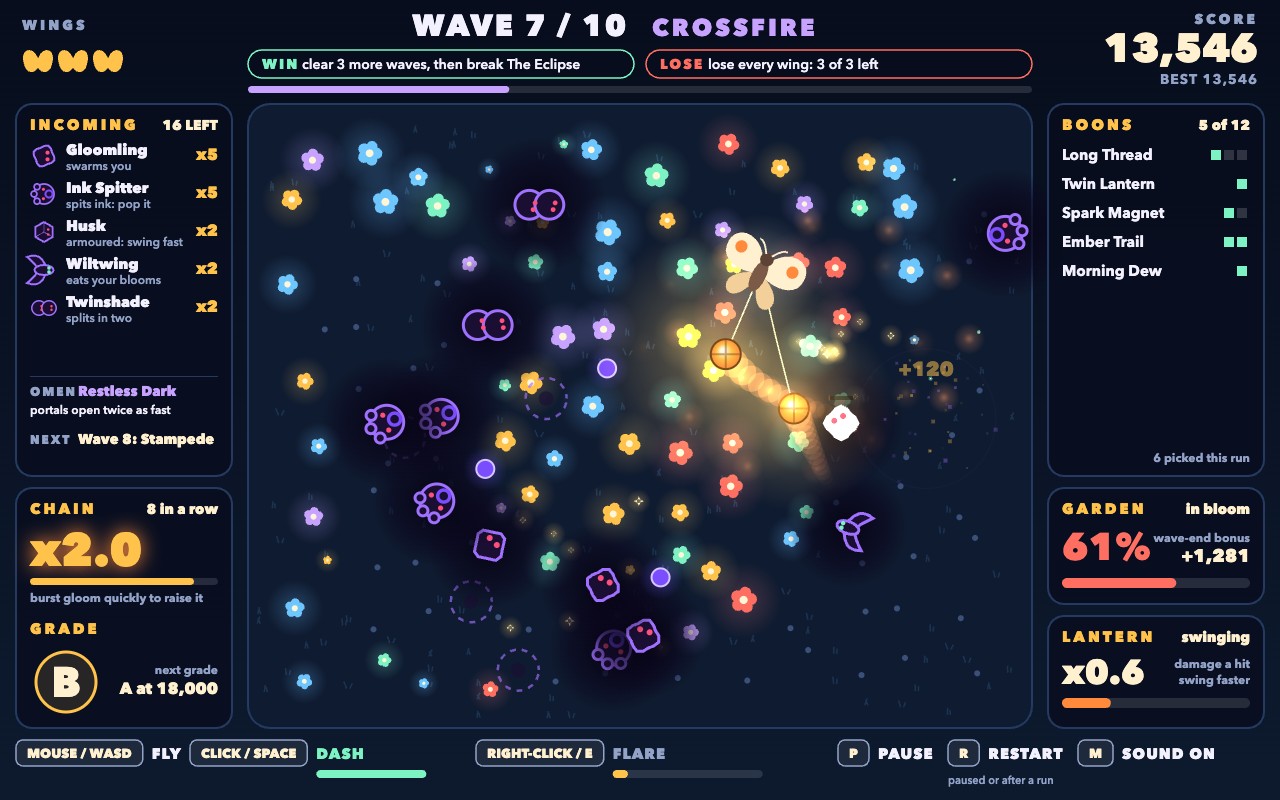 WINGS
WAVE 7 / 10 CROSSFIRE
WIN clear 3 more waves, then break The Eclipse
LOSE lose every wing: 3 of 3 left
SCORE
13,546
BEST 13,546
INCOMING 16 LEFT
Gloomling x5
swarms you
Ink Spitter x5
spits ink: pop it
Husk x2
armoured: swing fast
Wiltwing x2
eats your blooms
Twinshade x2
splits in two
OMEN Restless Dark
portals open twice as fast
NEXT Wave 8: Stampede
CHAIN 8 in a row
x2.0
burst gloom quickly to raise it
GRADE
B
next grade
A at 18,000
+120
BOONS 5 of 12
Long Thread
Twin Lantern
Spark Magnet
Ember Trail
Morning Dew
6 picked this run
GARDEN in bloom
61% wave-end bonus
+1,281
LANTERN swinging
x0.6 damage a hit
swing faster
MOUSE / WASD FLY CLICK / SPACE DASH RIGHT-CLICK / E FLARE P PAUSE R RESTART M SOUND ON
paused or after a run